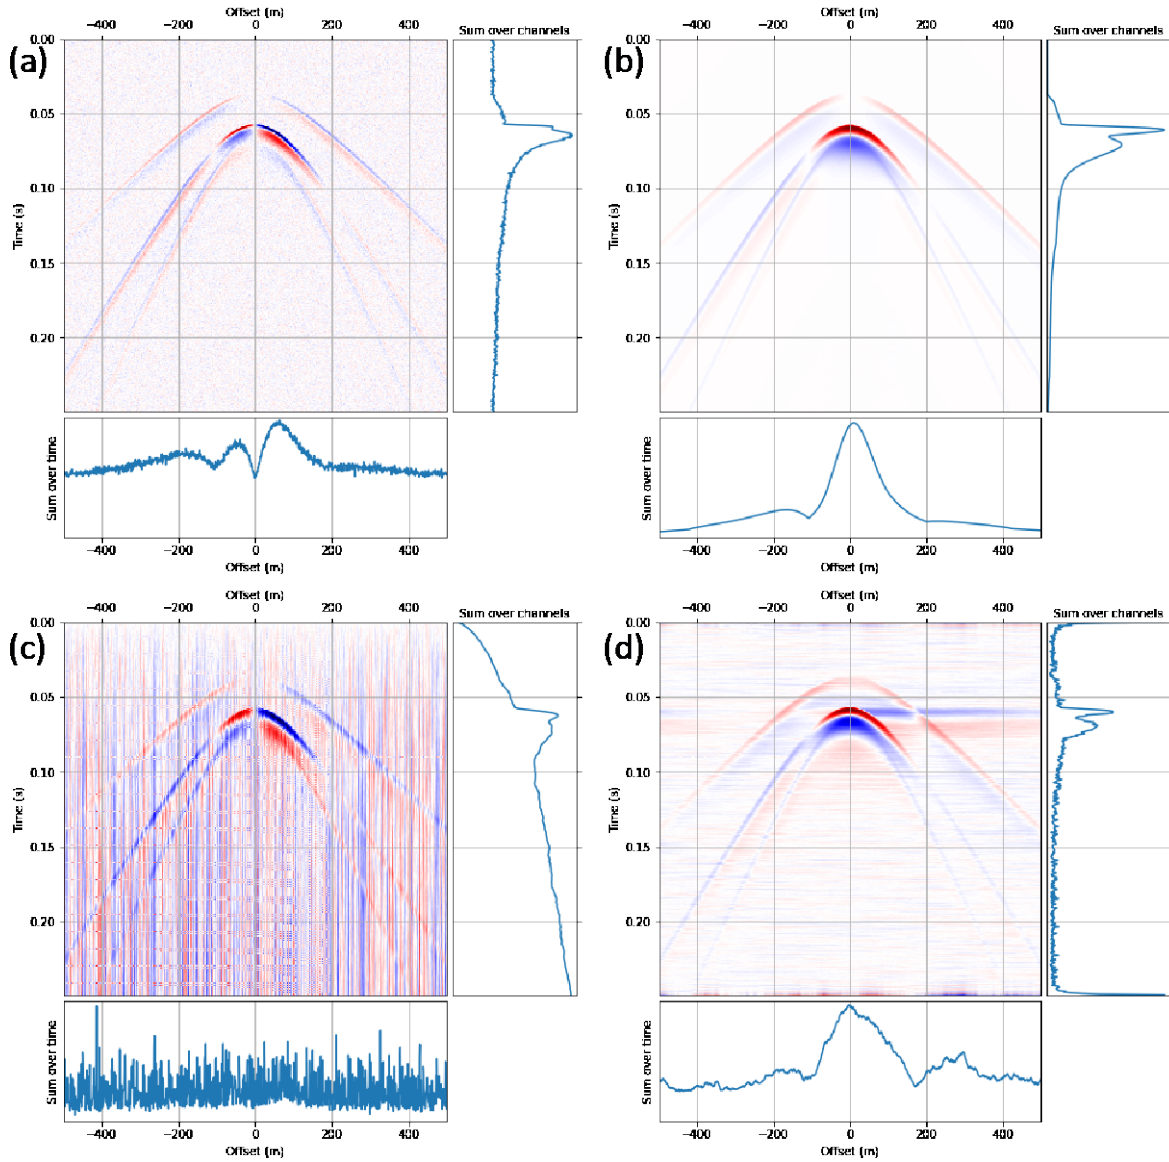 Offset (m)
−400 −200 0 200 400
Sum over channels
(a)
0.00
0.05
0.10
0.15
0.20
Time (s)
Sum over time
−400 −200 0 200 400
Offset (m)
Offset (m)
−400 −200 0 200 400
Sum over channels
(b)
0.00
0.05
0.10
0.15
0.20
Time (s)
Sum over time
−400 −200 0 200 400
Offset (m)
Offset (m)
−400 −200 0 200 400
Sum over channels
(c)
0.00
0.05
0.10
0.15
0.20
Time (s)
Sum over time
−400 −200 0 200 400
Offset (m)
Offset (m)
−400 −200 0 200 400
Sum over channels
(d)
0.00
0.05
0.10
0.15
0.20
Time (s)
Sum over time
−400 −200 0 200 400
Offset (m)